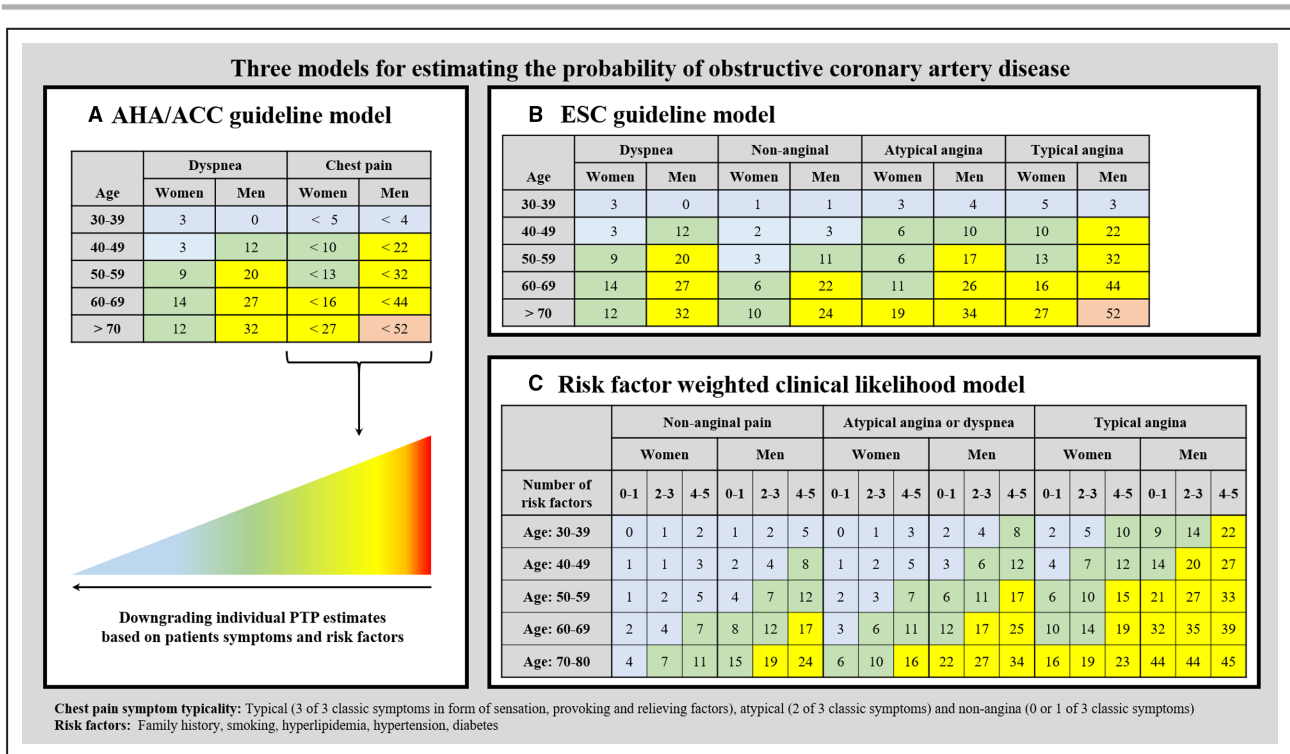 Three models for estimating the probability of obstructive coronary artery disease
A AHA/ACC guideline model
Dyspnea Chest pain
Age Women Men Women Men
30-39 3 0 < 5 < 4
40-49 3 12 < 10 < 22
50-59 9 20 < 13 < 32
60-69 14 27 < 16 < 44
> 70 12 32 < 27 < 52
Downgrading individual PTP estimates
based on patients symptoms and risk factors
B ESC guideline model
Dyspnea Non-anginal Atypical angina Typical angina
Age Women Men Women Men Women Men Women Men
30-39 3 0 1 1 3 4 5 3
40-49 3 12 2 3 6 10 10 22
50-59 9 20 3 11 6 17 13 32
60-69 14 27 6 22 11 26 16 44
> 70 12 32 10 24 19 34 27 52
C Risk factor weighted clinical likelihood model
Non-anginal pain Atypical angina or dyspnea Typical angina
Women Men Women Men Women Men
Number of
risk factors 0-1 2-3 4-5 0-1 2-3 4-5 0-1 2-3 4-5 0-1 2-3 4-5 0-1 2-3 4-5 0-1 2-3 4-5
Age: 30-39 0 1 2 1 2 5 0 1 3 2 4 8 2 5 10 9 14 22
Age: 40-49 1 1 3 2 4 8 1 2 5 3 6 12 4 7 12 14 20 27
Age: 50-59 1 2 5 4 7 12 2 3 7 6 11 17 6 10 15 21 27 33
Age: 60-69 2 4 7 8 12 17 3 6 11 12 17 25 10 14 19 32 35 39
Age: 70-80 4 7 11 15 19 24 6 10 16 22 27 34 16 19 23 44 44 45
Chest pain symptom typicality: Typical (3 of 3 classic symptoms in form of sensation, provoking and relieving factors), atypical (2 of 3 classic symptoms) and non-angina (0 or 1 of 3 classic symptoms)
Risk factors: Family history, smoking, hyperlipidemia, hypertension, diabetes